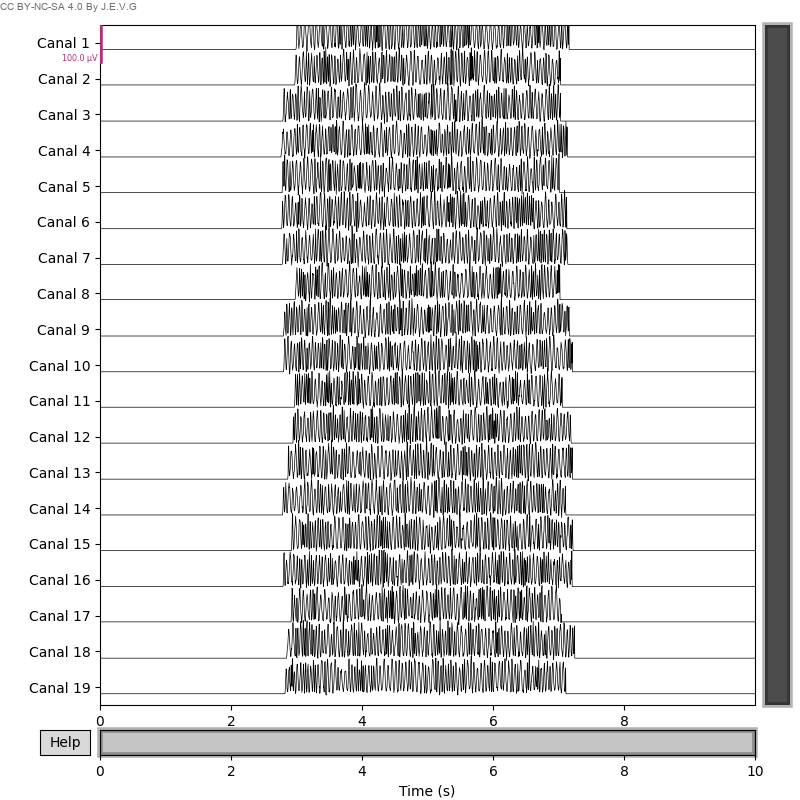 CC BY-NC-SA 4.0 By J.E.V.G
Canal 1
100.0 µV
Canal 2
Canal 3
Canal 4
Canal 5
Canal 6
Canal 7
Canal 8
Canal 9
Canal 10
Canal 11
Canal 12
Canal 13
Canal 14
Canal 15
Canal 16
Canal 17
Canal 18
Canal 19
0 2 4 6 8
Help
0 2 4 6 8 10
Time (s)